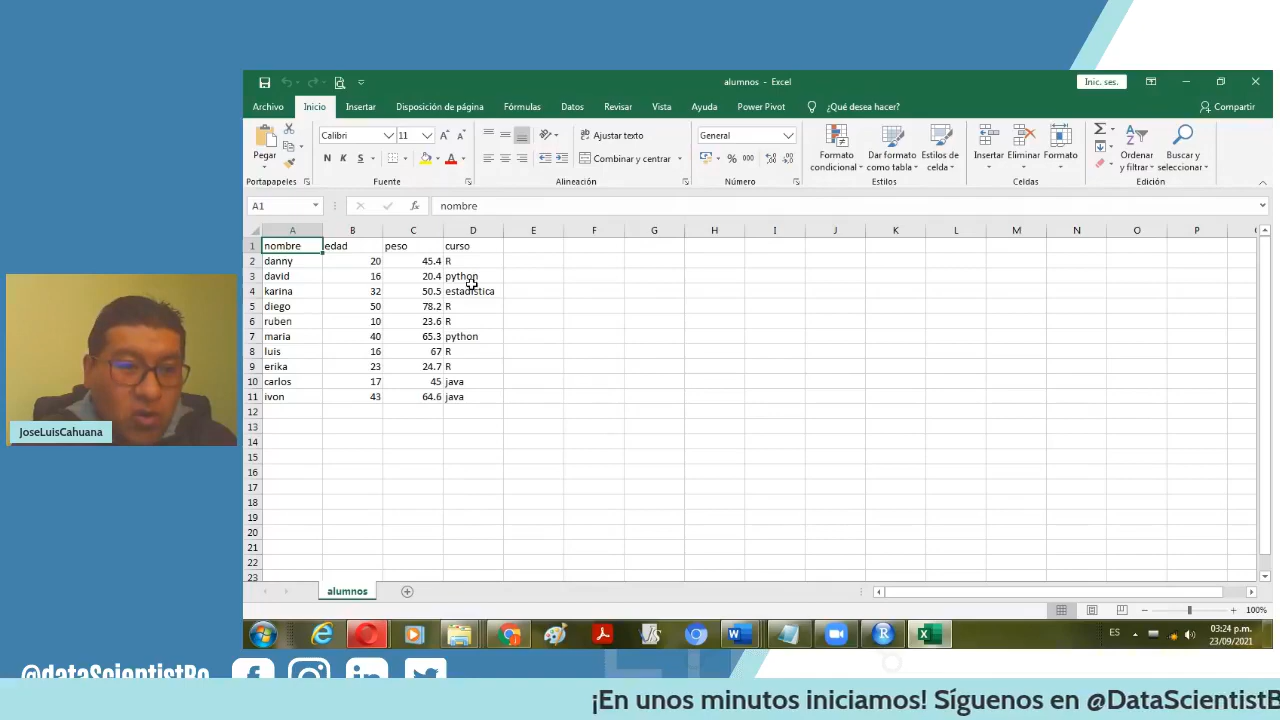 alumnos - Excel
Inic. ses.
Archivo Inicio Insertar Disposición de página Fórmulas Datos Revisar Vista Ayuda Power Pivot ¿Qué desea hacer? Compartir
Pegar
Calibri 11
N K S
Ajustar texto
Combinar y centrar
General
% 000
Formato condicional
Dar formato como tabla
Estilos de celda
Insertar
Eliminar
Formato
Ordenar y filtrar
Buscar y seleccionar
Portapapeles Fuente Alineación Número Estilos Celdas Edición
A1 fx nombre
A B C D E F G H I J K L M N O P
1 nombre edad peso curso
2 danny 20 45.4 R
3 david 16 20.4 python
4 karina 32 50.5 estadistica
5 diego 50 78.2 R
6 ruben 10 23.6 R
7 maria 40 65.3 python
8 luis 16 67 R
9 erika 23 24.7 R
10 carlos 17 45 java
11 ivon 43 64.6 java
12
13
14
15
16
17
18
19
20
21
22
23
alumnos
100%
ES 03:24 p.m.
23/09/2021
JoseLuisCahuana
@dataScientistBo
¡En unos minutos iniciamos! Síguenos en @DataScientistB